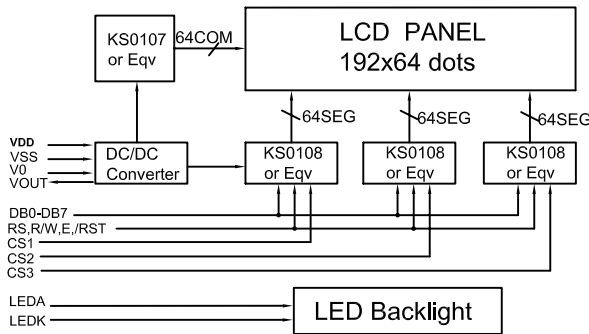 KS0107
or Eqv
64COM
LCD PANEL
192x64 dots
64SEG
64SEG
64SEG
VDD
VSS
V0
VOUT
DC/DC
Converter
KS0108
or Eqv
KS0108
or Eqv
KS0108
or Eqv
DB0-DB7
RS,R/W,E,/RST
CS1
CS2
CS3
LEDA
LEDK
LED Backlight